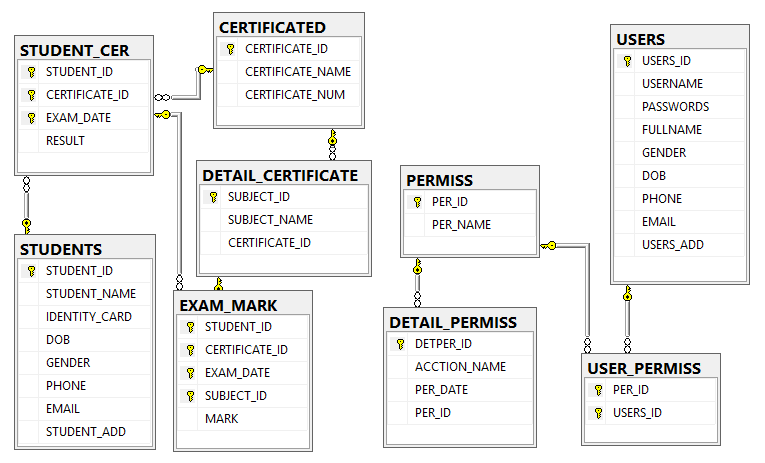 STUDENT_CER
STUDENT_ID
CERTIFICATE_ID
EXAM_DATE
RESULT
CERTIFICATED
CERTIFICATE_ID
CERTIFICATE_NAME
CERTIFICATE_NUM
DETAIL_CERTIFICATE
SUBJECT_ID
SUBJECT_NAME
CERTIFICATE_ID
STUDENTS
STUDENT_ID
STUDENT_NAME
IDENTITY_CARD
DOB
GENDER
PHONE
EMAIL
STUDENT_ADD
EXAM_MARK
STUDENT_ID
CERTIFICATE_ID
EXAM_DATE
SUBJECT_ID
MARK
PERMISS
PER_ID
PER_NAME
DETAIL_PERMISS
DETPER_ID
ACCTION_NAME
PER_DATE
PER_ID
USERS
USERS_ID
USERNAME
PASSWORDS
FULLNAME
GENDER
DOB
PHONE
EMAIL
USERS_ADD
USER_PERMISS
PER_ID
USERS_ID